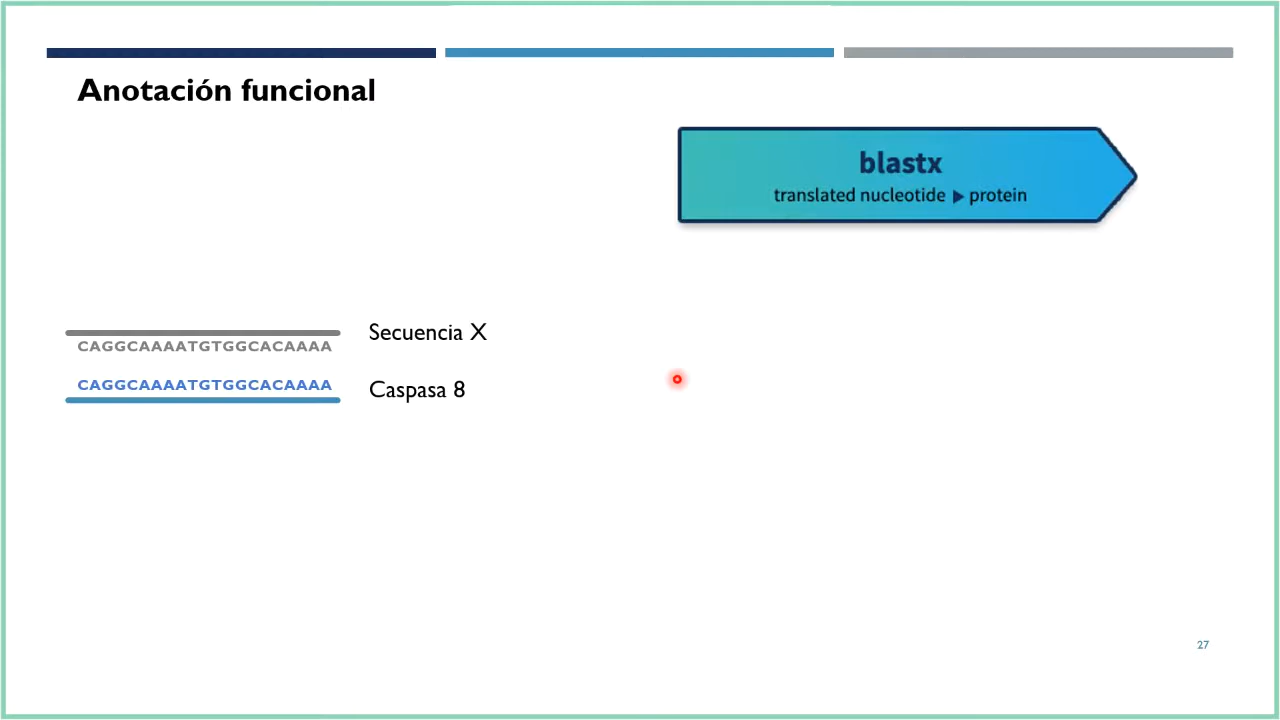 Anotación funcional
blastx
translated nucleotide ▶ protein
Secuencia X
CAGGCAAAATGTGGCACAAAA
CAGGCAAAATGTGGCACAAAA
Caspasa 8
27